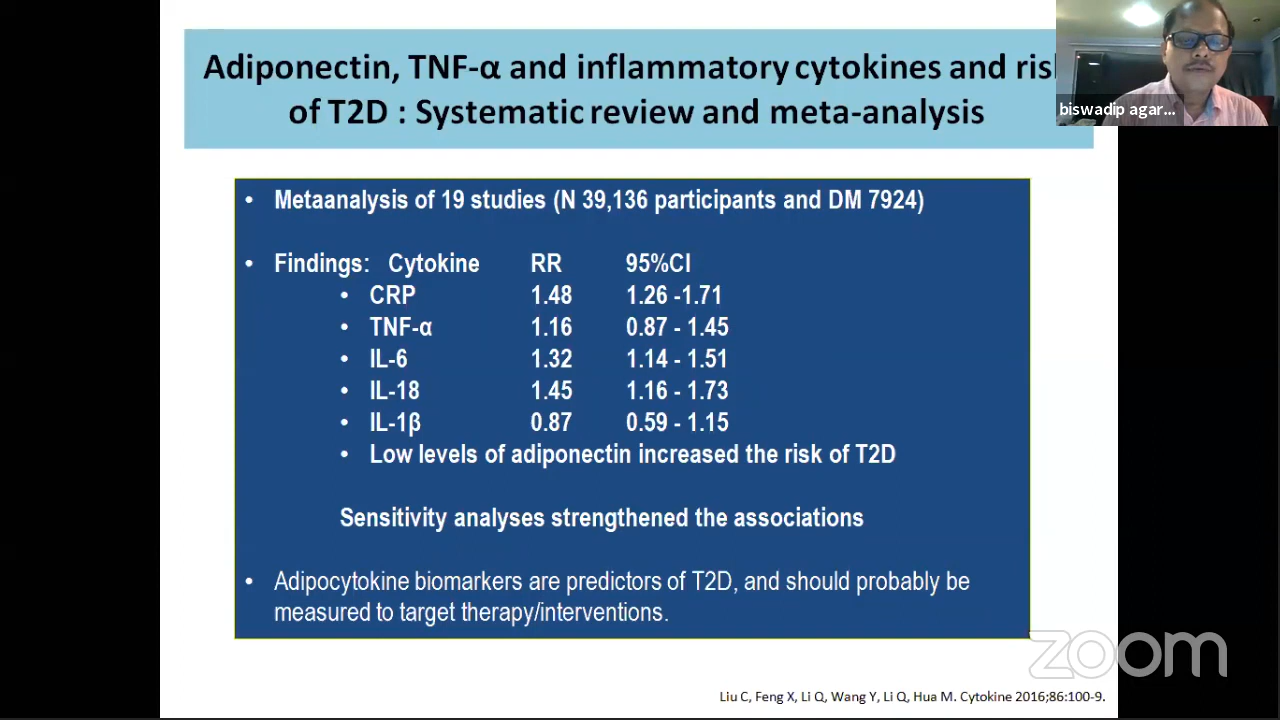 Adiponectin, TNF-α and inflammatory cytokines and ris
of T2D : Systematic review and meta-analysis
biswadip agar...
• Metaanalysis of 19 studies (N 39,136 participants and DM 7924)
• Findings: Cytokine RR 95%CI
• CRP 1.48 1.26 -1.71
• TNF-α 1.16 0.87 - 1.45
• IL-6 1.32 1.14 - 1.51
• IL-18 1.45 1.16 - 1.73
• IL-1β 0.87 0.59 - 1.15
• Low levels of adiponectin increased the risk of T2D
Sensitivity analyses strengthened the associations
• Adipocytokine biomarkers are predictors of T2D, and should probably be
measured to target therapy/interventions.
zoom
Liu C, Feng X, Li Q, Wang Y, Li Q, Hua M. Cytokine 2016;86:100-9.